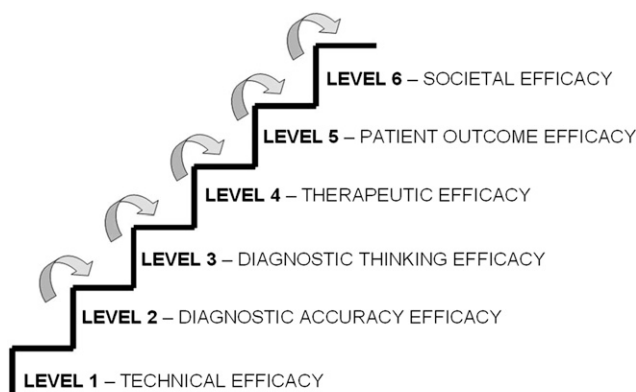 LEVEL 6 – SOCIETAL EFFICACY
LEVEL 5 – PATIENT OUTCOME EFFICACY
LEVEL 4 – THERAPEUTIC EFFICACY
LEVEL 3 – DIAGNOSTIC THINKING EFFICACY
LEVEL 2 – DIAGNOSTIC ACCURACY EFFICACY
LEVEL 1 – TECHNICAL EFFICACY